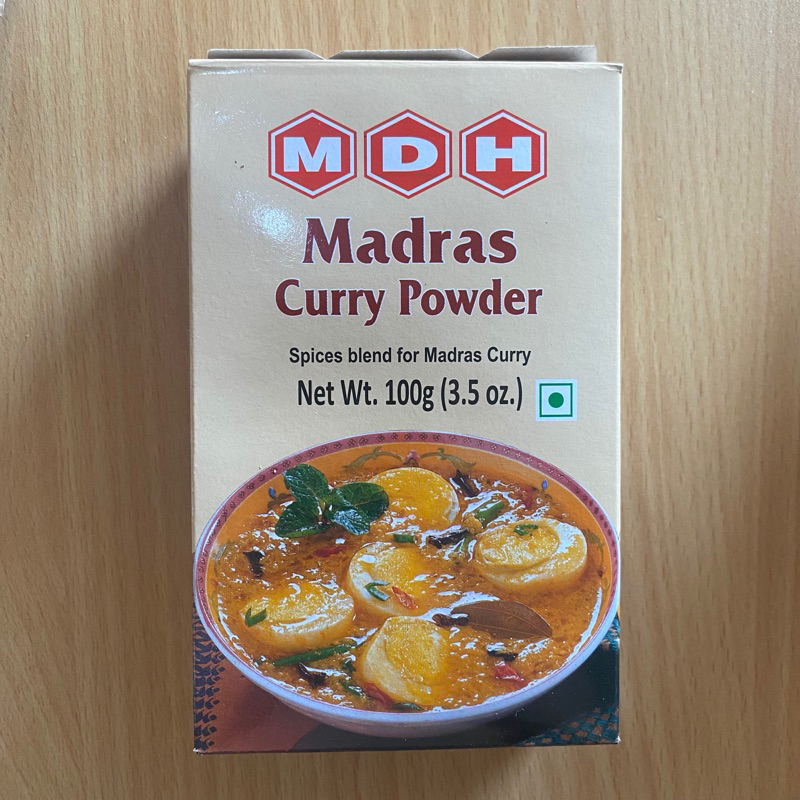 MDH
Madras
Curry Powder
Spices blend for Madras Curry
Net Wt. 100g (3.5 oz.)